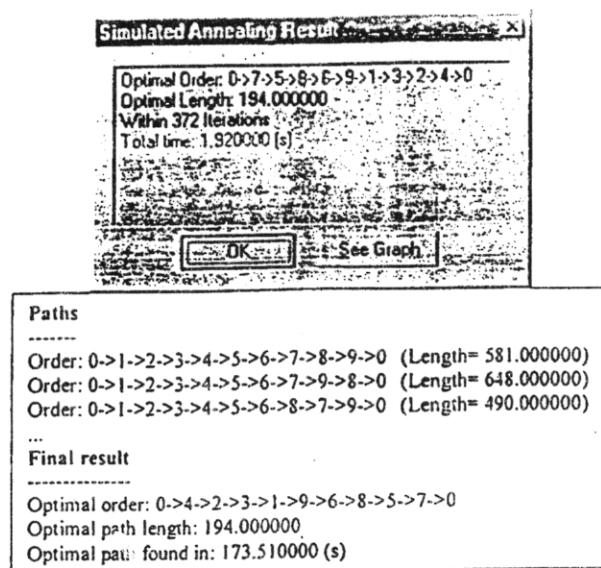 Simulated Annealing Result
Optimal Order: 0->7->5->8->6->9->1->3->2->4->0
Optimal Length: 194.000000
Within 372 Iterations
Total time: 1.920000 (s)
OK
See Graph
Paths
-------
Order: 0->1->2->3->4->5->6->7->8->9->0 (Length= 581.000000)
Order: 0->1->2->3->4->5->6->7->9->8->0 (Length= 648.000000)
Order: 0->1->2->3->4->5->6->8->7->9->0 (Length= 490.000000)
...
Final result
---------------
Optimal order: 0->4->2->3->1->9->6->8->5->7->0
Optimal path length: 194.000000
Optimal path found in: 173.510000 (s)